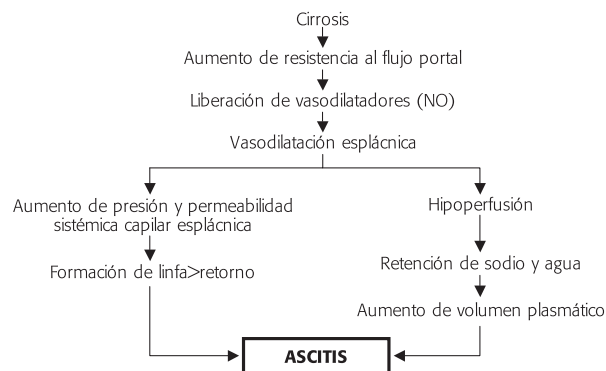 Cirrosis
Aumento de resistencia al flujo portal
Liberación de vasodilatadores (NO)
Vasodilatación esplácnica
Aumento de presión y permeabilidad
sistémica capilar esplácnica
Formación de linfa>retorno
Hipoperfusión
Retención de sodio y agua
Aumento de volumen plasmático
ASCITIS